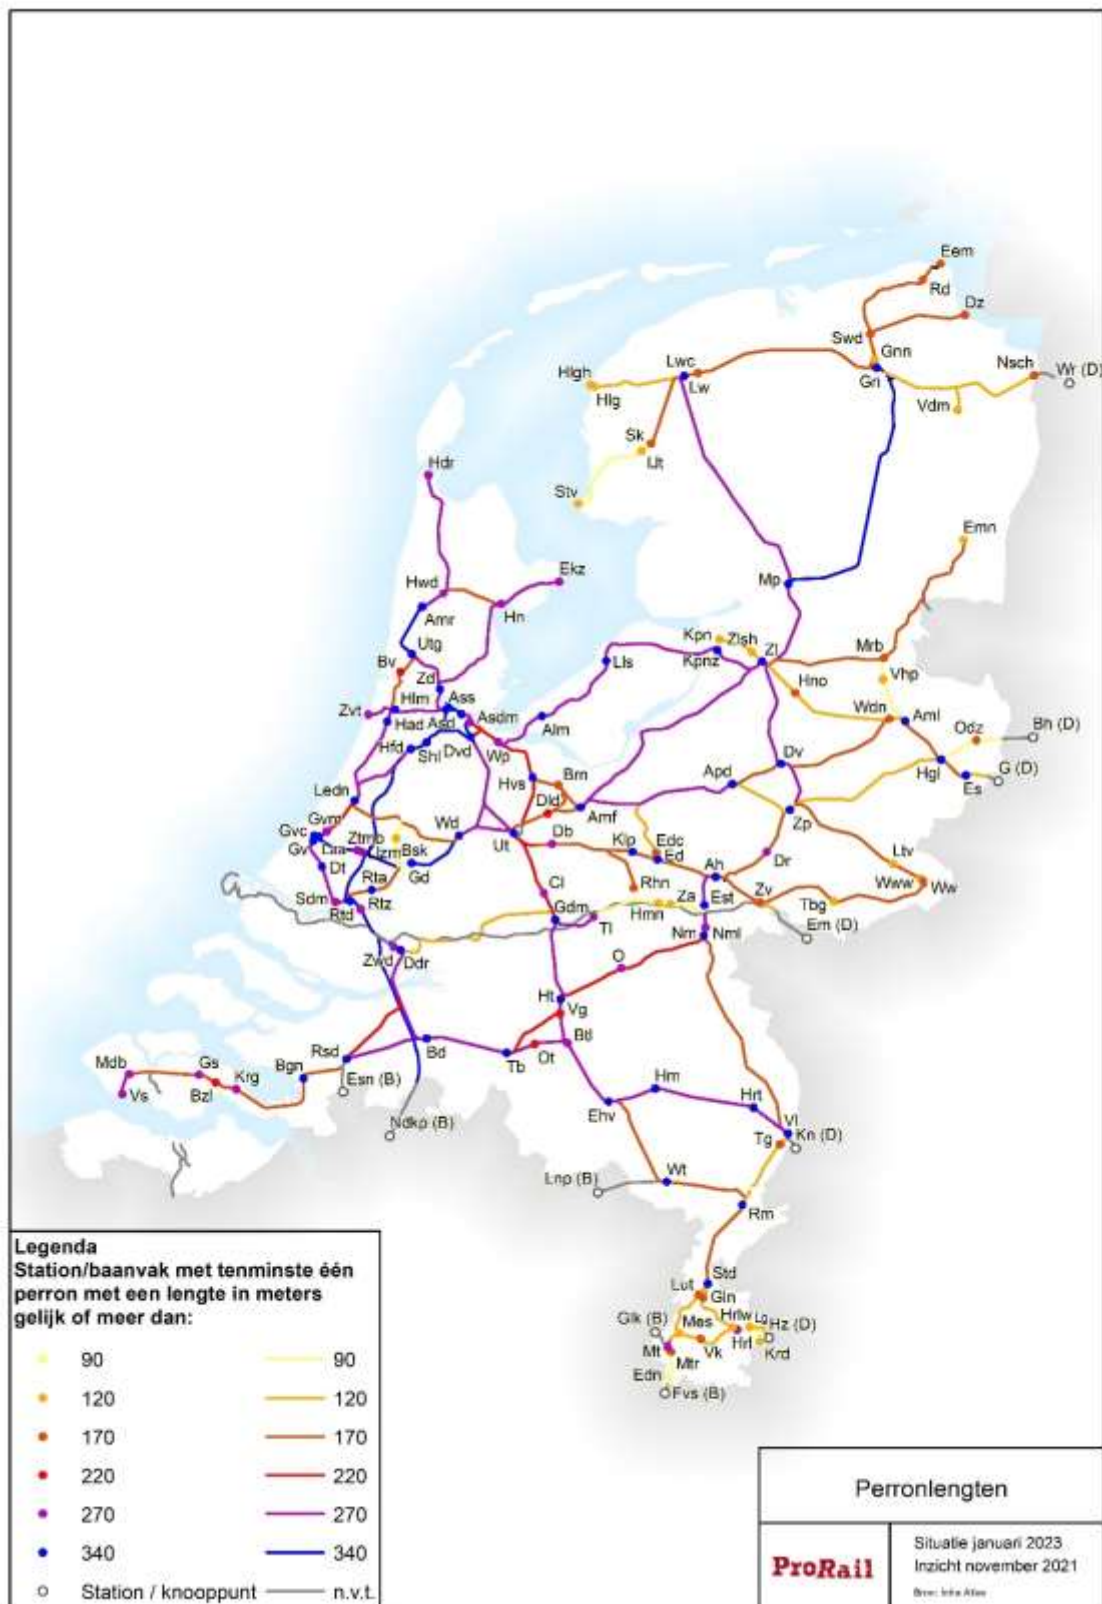 Eem
Rd
Dz
Swd
Gnn
Lwc
Nsch
Hlgh
Lw
Gri
Wr (D)
Hlg
Vdm
Sk
IJt
Hdr
Stv
Emn
Ekz
Mp
Hwd
Hn
Amr
Kpn
Zlsh
Utg
Zl
Mrb
Bv
Lls
Kpnz
Vhp
Zd
Hno
Hlm
Ass
Wdn
Aml
Zvt
Asd
Asdm
Alm
Odz
Bh (D)
Had
Hfd
Shl
Dvd
Wp
Dv
Hgl
G (D)
Hvs
Brn
Apd
Es
Ledn
Dld
Amf
Zp
Gvm
Wd
Gvc
Ztmb
Ut
Db
Klp
Edc
Gv
Bsk
Ed
Dr
Ltv
Dt
Gd
Ah
Rta
Cl
Rhn
Www
Ww
Sdm
Rtz
Za
Est
Zv
Rtd
Gdm
Hmn
Tbg
Tl
Em (D)
Nm
Nml
Zwd
Ddr
O
Ht
Vg
Rsd
Bd
Btl
Mdb
Gs
Bgn
Tb
Ot
Krg
Esn (B)
Hm
Vs
Bzl
Hrt
Ndkp (B)
Ehv
Vl
Kn (D)
Tg
Lnp (B)
Wt
Rm
Std
Lut
Gln
Glk (B)
Mes
Hrlw
Lg
Hz (D)
Mt
Vk
Hrl
Mtr
Krd
Edn
Fvs (B)
Legenda
Station/baanvak met tenminste één
perron met een lengte in meters
gelijk of meer dan:
90 90
120 120
170 170
220 220
270 270
340 340
Station / knooppunt n.v.t.
Perronlengten
ProRail
Situatie januari 2023
Inzicht november 2021
Bron: Infra Atlas